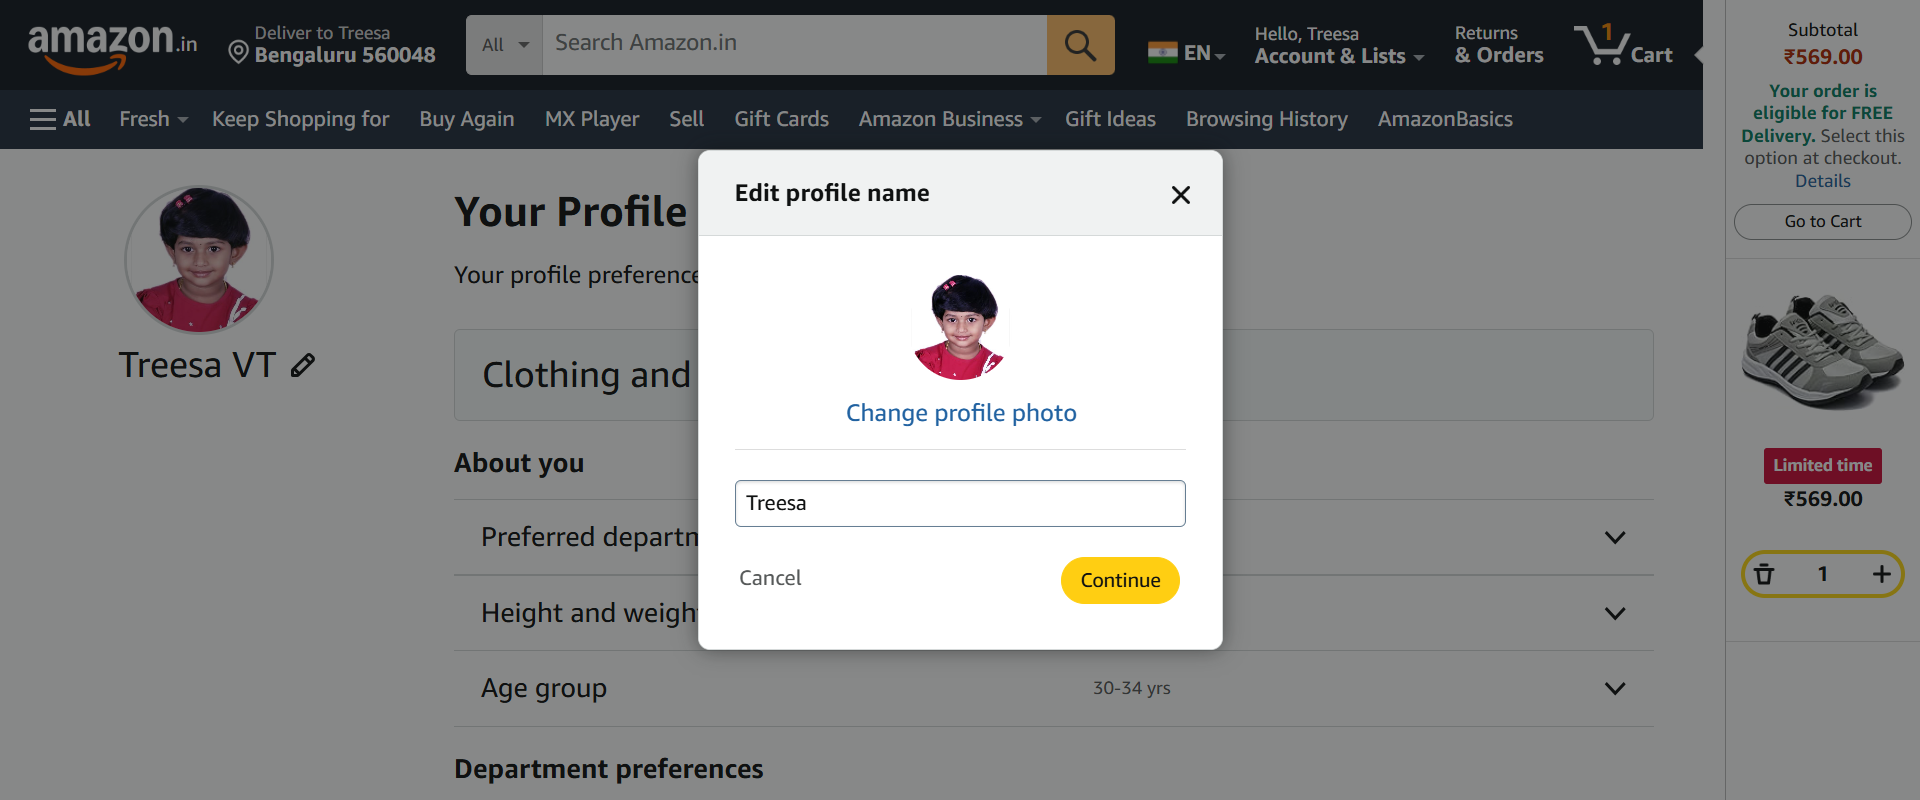 amazon.in
Deliver to Treesa
Bengaluru 560048
All
Search Amazon.in
EN
Hello, Treesa
Account & Lists
Returns
& Orders
1
Cart
All
Fresh
Keep Shopping for
Buy Again
MX Player
Sell
Gift Cards
Amazon Business
Gift Ideas
Browsing History
AmazonBasics
Treesa VT
Your Profile
Your profile preference
Clothing and
About you
Preferred departm
Height and weigh
Age group
30-34 yrs
Department preferences
Edit profile name
Change profile photo
Treesa
Cancel
Continue
Subtotal
₹569.00
Your order is
eligible for FREE
Delivery. Select this
option at checkout.
Details
Go to Cart
Limited time
₹569.00
1